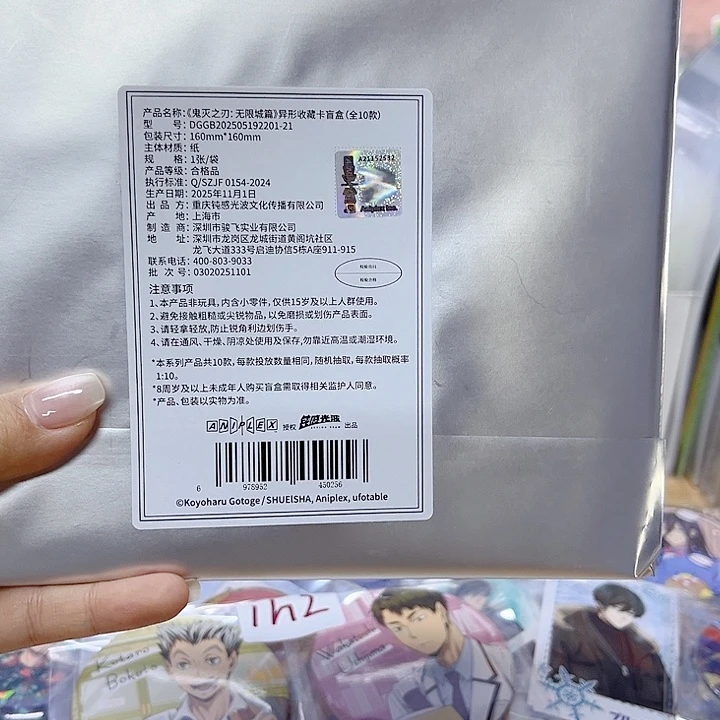 产品名称：《鬼灭之刃：无限城篇》异形收藏卡盲盒（全10款）
型 号： DGGB202505192201-21
包装尺寸：160mm*160mm
主体材质：纸
规 格：1张/袋
产品等级：合格品
执行标准：Q/SZJF 0154-2024
生产日期：2025年11月1日
出 品 方：重庆钝感光波文化传播有限公司
产 地：上海市
制 造 商：深圳市骏飞实业有限公司
地 址：深圳市龙岗区龙城街道黄阁坑社区
龙飞大道333号启迪协信5栋A座911-915
联系电话：400-803-9033
批 次 号：03020251101
A21152532
Aniplex Inc.
注意事项
1、本产品非玩具，内含小零件，仅供15岁及以上人群使用。
2、避免接触粗糙或尖锐物品，以免磨损或划伤产品表面。
3、请轻拿轻放，防止锐角利边划伤手。
4、请在通风、干燥、阴凉处使用及保存，勿靠近高温或潮湿环境。
*本系列产品共10款，每款投放数量相同，随机抽取，每款抽取概率
1:10。
*8周岁及以上未成年人购买盲盒需取得相关监护人同意。
*产品、包装以实物为准。
ANIPLEX 授权 钝感光波 出品
6 978952 450256
©Koyoharu Gotoge / SHUEISHA, Aniplex, ufotable
142
Kotaro
Bokuto
Wakatoshi
Ushijima